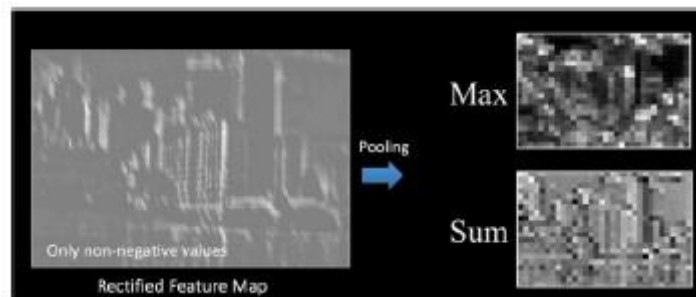 Max
Pooling
Sum
Only non-negative values
Rectified Feature Map